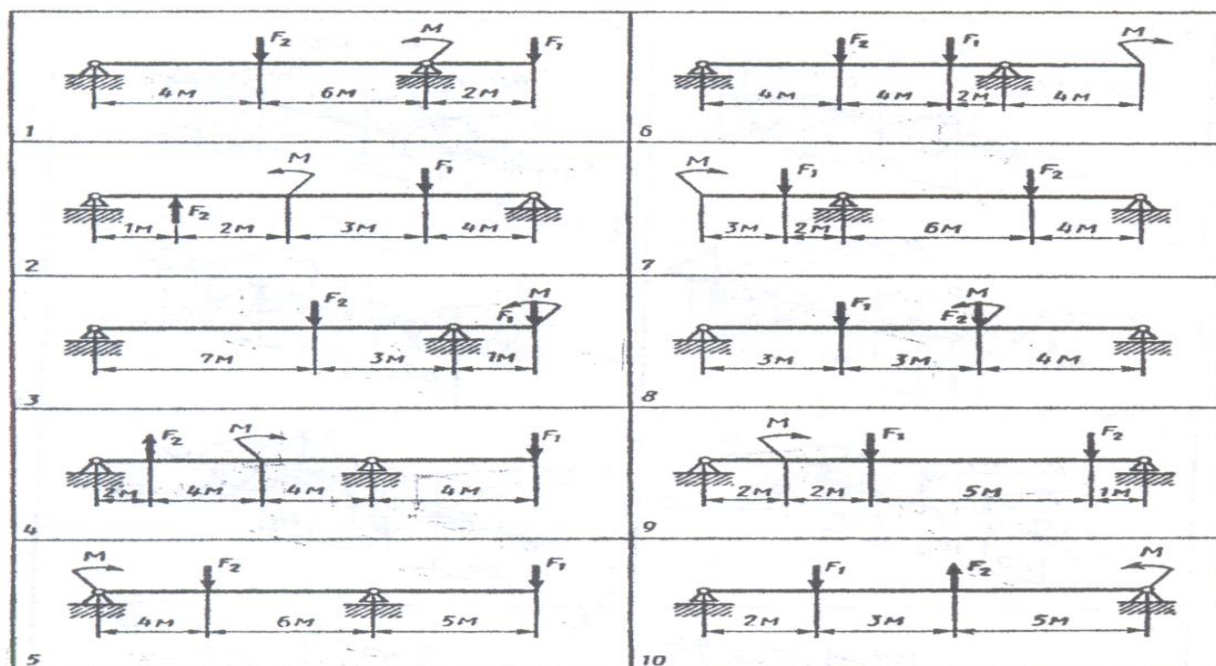 F₂ M F₁
4м 6м 2м
1
M F₁
F₂
1м 2м 3м 4м
2
F₂ M
F₁
7м 3м 1м
3
F₂ M F₁
2м 4м 4м 4м
4
M F₂ F₁
4м 6м 5м
5
F₂ F₁ M
4м 4м 2м 4м
6
M F₁ F₂
3м 2м 6м 4м
7
F₁ M
F₂
3м 3м 4м
8
M F₁ F₂
2м 2м 5м 1м
9
F₁ F₂ M
2м 3м 5м
10